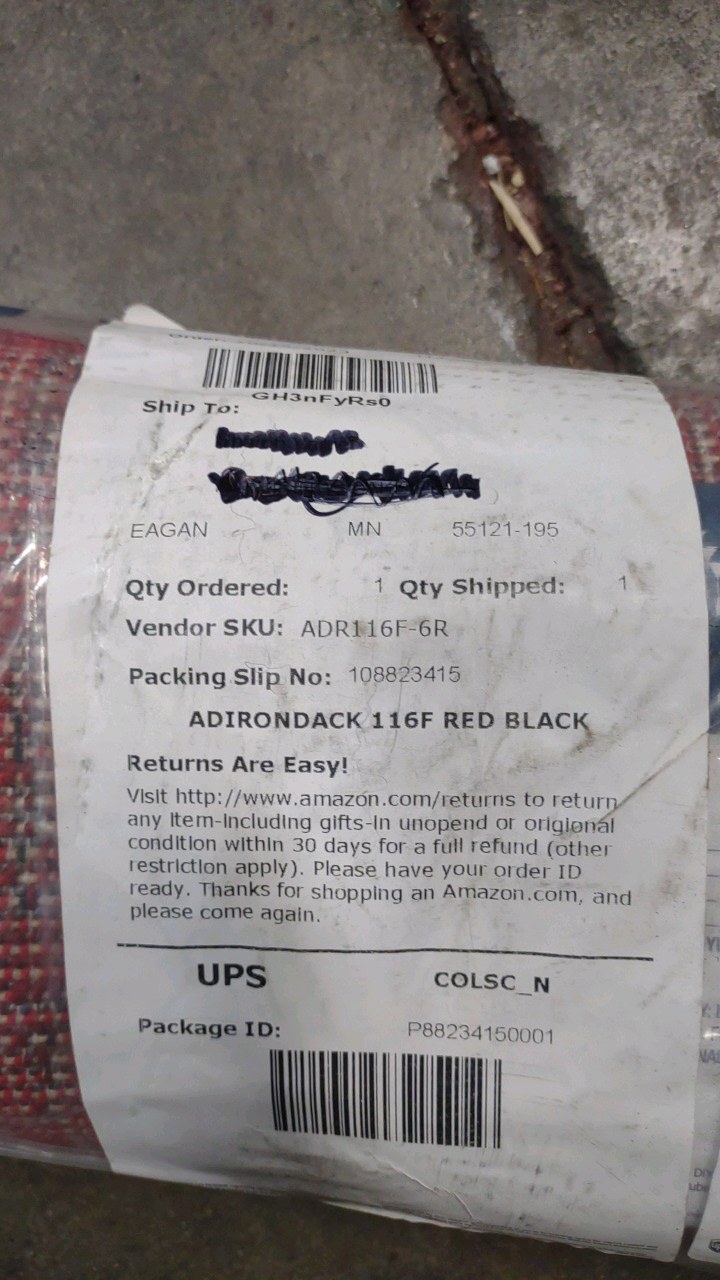 GH3nFyRs0
Ship To:
EAGAN MN 55121-195
Qty Ordered: 1 Qty Shipped: 1
Vendor SKU: ADR116F-6R
Packing Slip No: 108823415
ADIRONDACK 116F RED BLACK
Returns Are Easy!
Visit http://www.amazon.com/returns to return
any item-including gifts-in unopend or origional
condition within 30 days for a full refund (other
restriction apply). Please have your order ID
ready. Thanks for shopping an Amazon.com, and
please come again.
UPS COLSC_N
Package ID: P88234150001